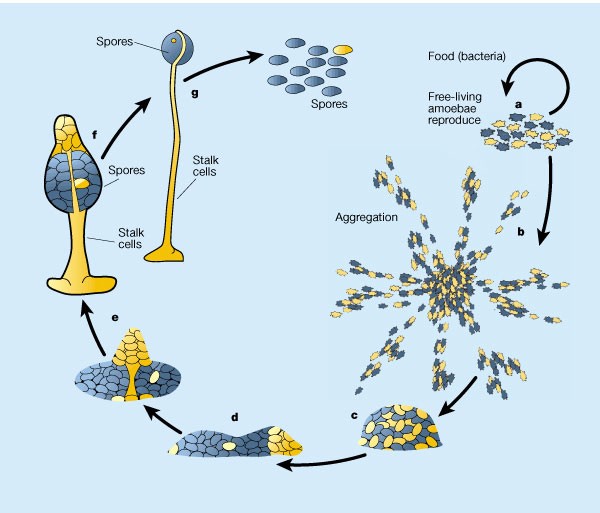 Spores
g
Spores
Food (bacteria)
Free-living
amoebae
reproduce
a
f
Spores
Stalk
cells
Stalk
cells
Aggregation
b
e
d
c